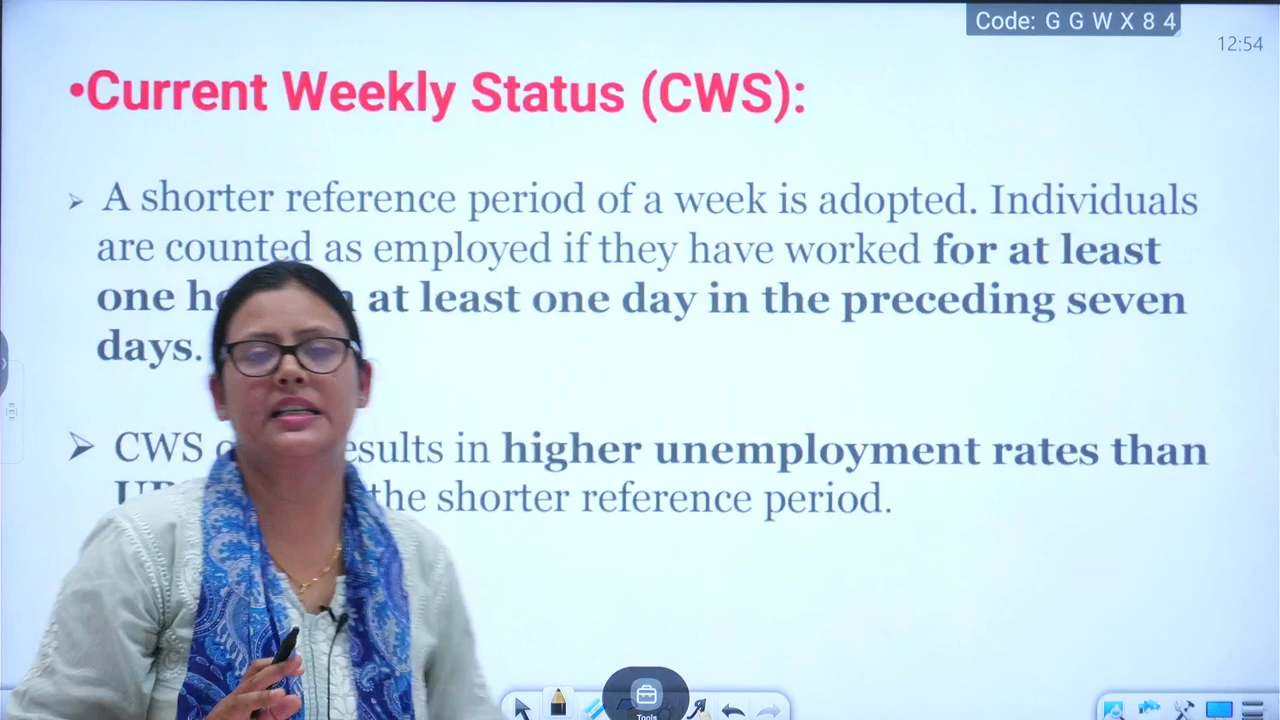 Code: G G W X 8 4
12:54
•Current Weekly Status (CWS):
➢ A shorter reference period of a week is adopted. Individuals
are counted as employed if they have worked for at least
one at least one day in the preceding seven
days.
➢ CWS in higher unemployment rates than
the shorter reference period.
Tools